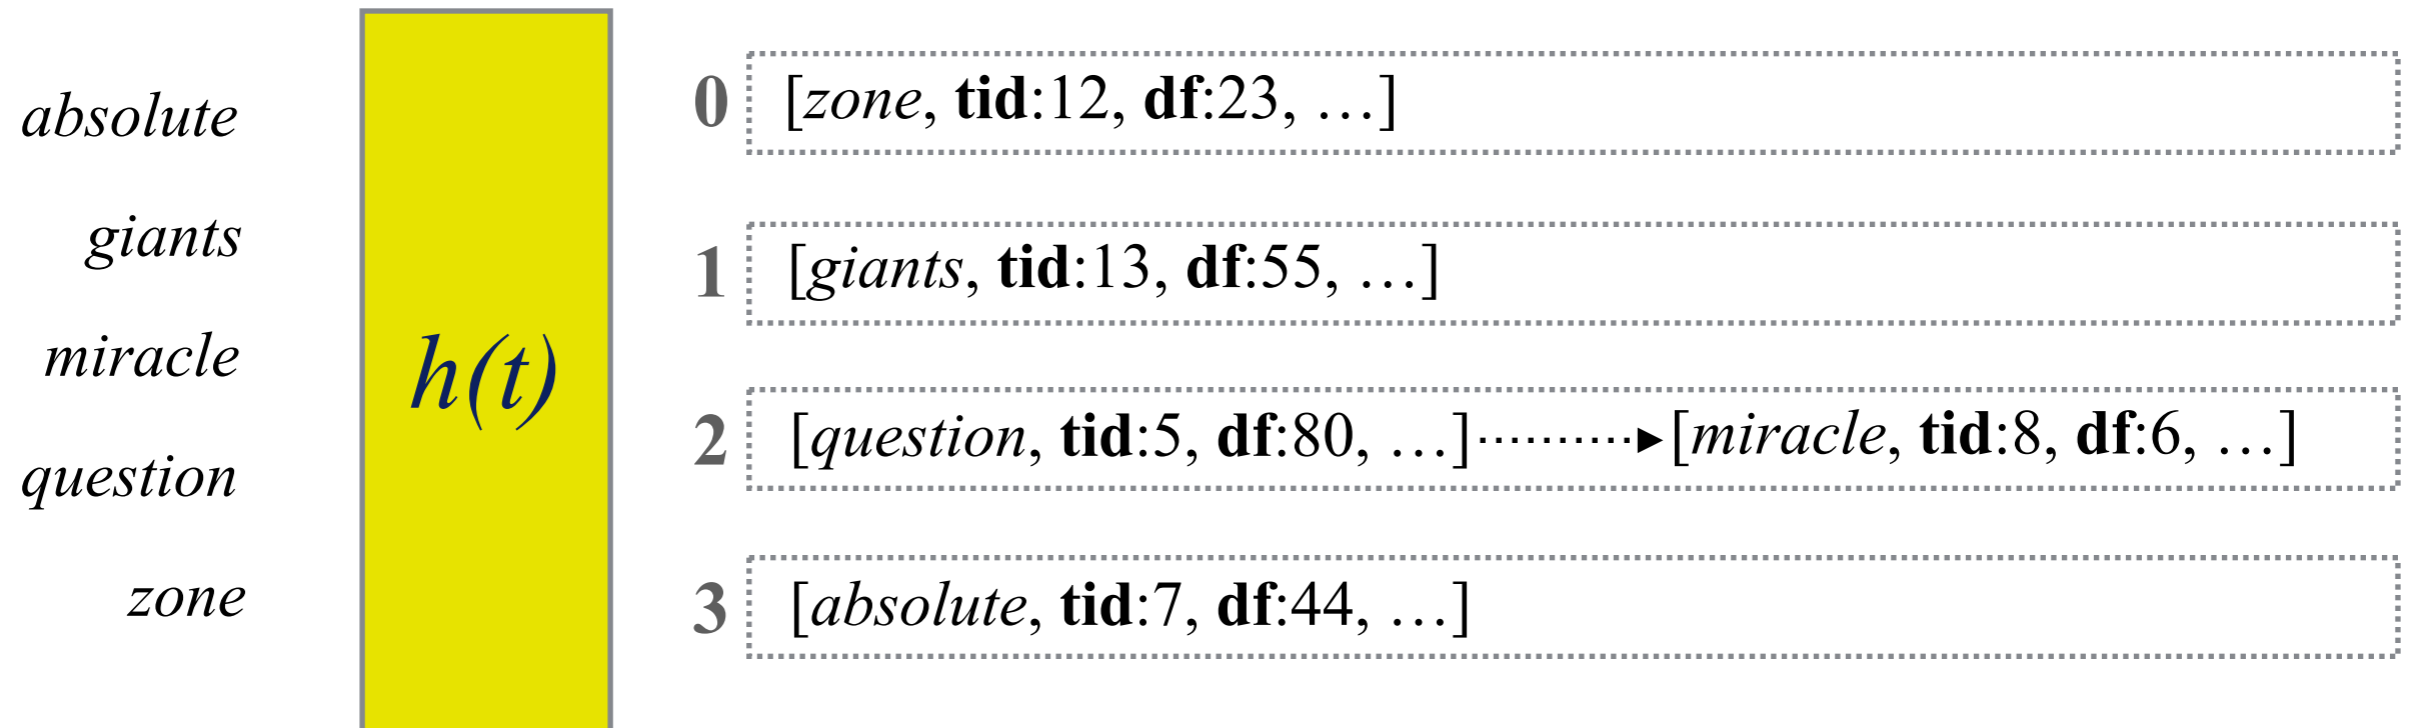 absolute
giants
miracle
question
zone
h(t)
0 [zone, tid:12, df:23, …]
1 [giants, tid:13, df:55, …]
2 [question, tid:5, df:80, …] [miracle, tid:8, df:6, …]
3 [absolute, tid:7, df:44, …]